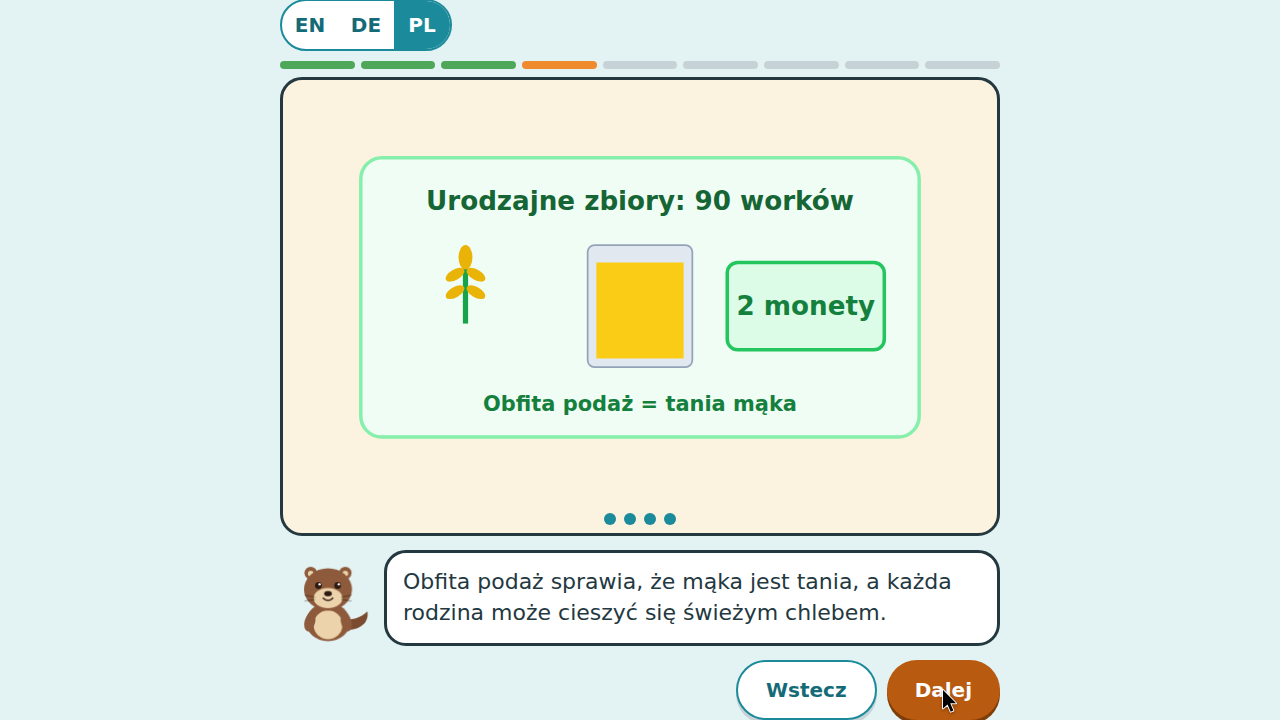 EN DE PL
Urodzajne zbiory: 90 worków
2 monety
Obfita podaż = tania mąka
Obfita podaż sprawia, że mąka jest tania, a każda
rodzina może cieszyć się świeżym chlebem.
Wstecz Dalej